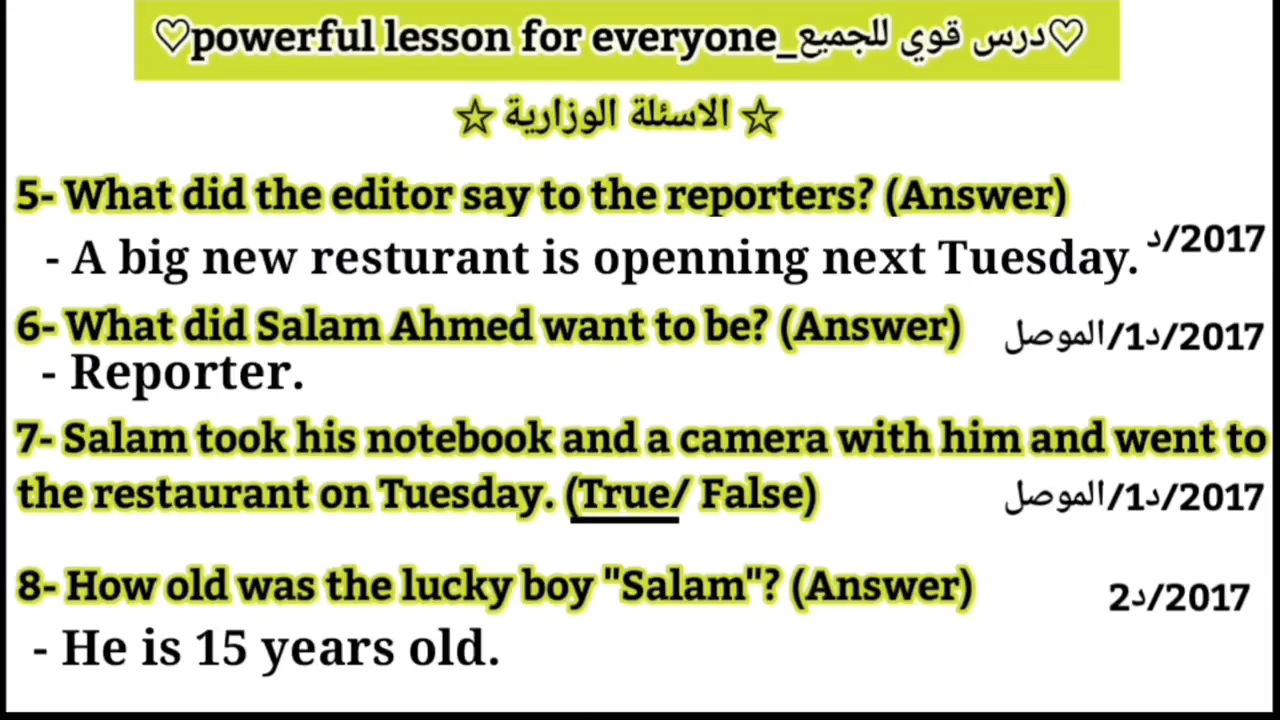 ♡powerful lesson for everyone_درس قوي للجميع♡
☆ الاسئلة الوزارية ☆
5- What did the editor say to the reporters? (Answer)
2017/د
- A big new resturant is openning next Tuesday.
6- What did Salam Ahmed want to be? (Answer)
2017/د1/الموصل
- Reporter.
7- Salam took his notebook and a camera with him and went to
the restaurant on Tuesday. (True/ False)
2017/د1/الموصل
8- How old was the lucky boy "Salam"? (Answer)
2017/د2
- He is 15 years old.